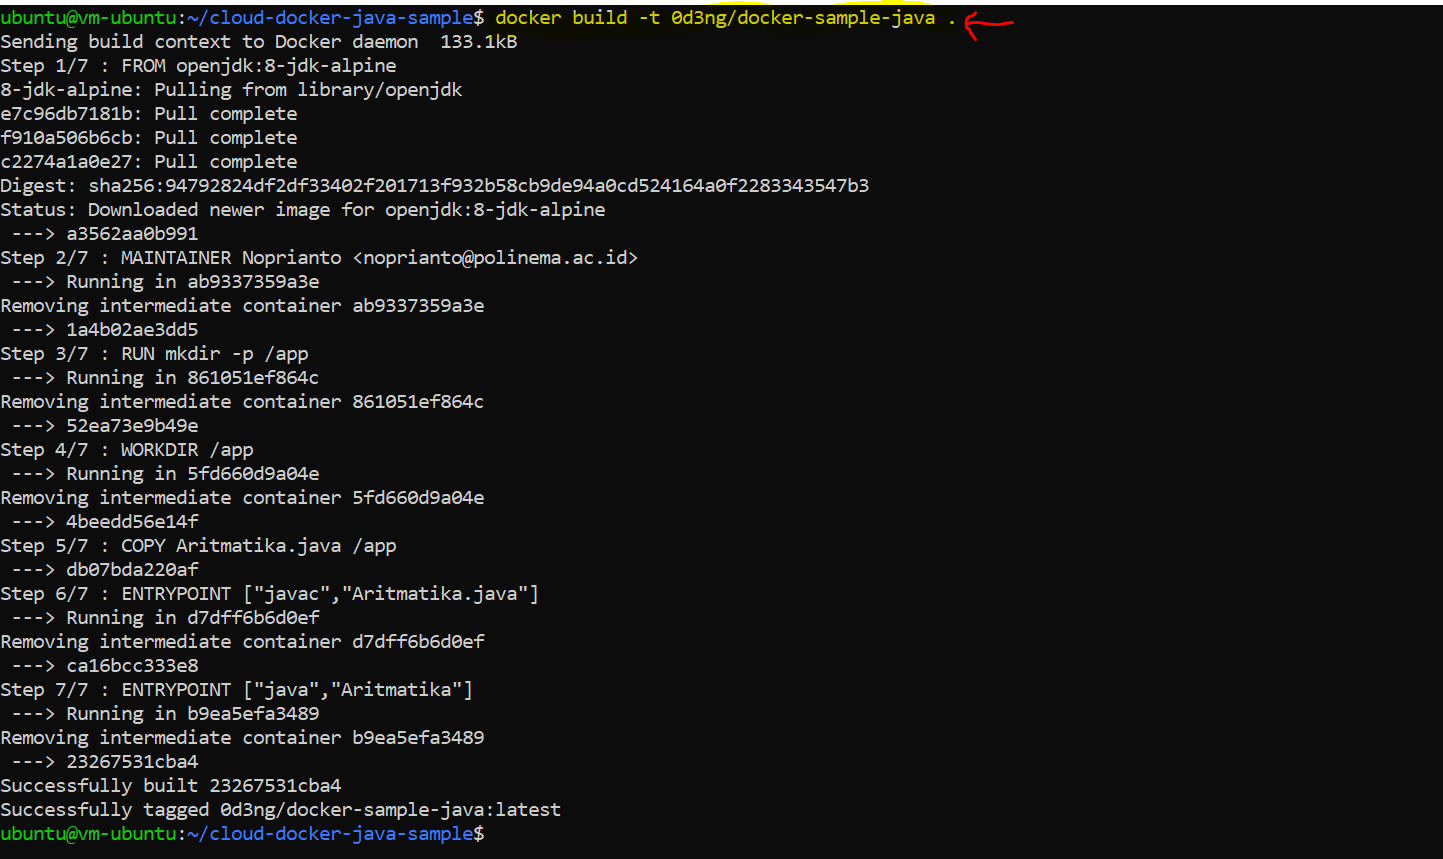 ubuntu@vm-ubuntu:~/cloud-docker-java-sample$ docker build -t 0d3ng/docker-sample-java .
Sending build context to Docker daemon  133.1kB
Step 1/7 : FROM openjdk:8-jdk-alpine
8-jdk-alpine: Pulling from library/openjdk
e7c96db7181b: Pull complete
f910a506b6cb: Pull complete
c2274a1a0e27: Pull complete
Digest: sha256:94792824df2df33402f201713f932b58cb9de94a0cd524164a0f2283343547b3
Status: Downloaded newer image for openjdk:8-jdk-alpine
 ---> a3562aa0b991
Step 2/7 : MAINTAINER Noprianto <noprianto@polinema.ac.id>
 ---> Running in ab9337359a3e
Removing intermediate container ab9337359a3e
 ---> 1a4b02ae3dd5
Step 3/7 : RUN mkdir -p /app
 ---> Running in 861051ef864c
Removing intermediate container 861051ef864c
 ---> 52ea73e9b49e
Step 4/7 : WORKDIR /app
 ---> Running in 5fd660d9a04e
Removing intermediate container 5fd660d9a04e
 ---> 4beedd56e14f
Step 5/7 : COPY Aritmatika.java /app
 ---> db07bda220af
Step 6/7 : ENTRYPOINT ["javac","Aritmatika.java"]
 ---> Running in d7dff6b6d0ef
Removing intermediate container d7dff6b6d0ef
 ---> ca16bcc333e8
Step 7/7 : ENTRYPOINT ["java","Aritmatika"]
 ---> Running in b9ea5efa3489
Removing intermediate container b9ea5efa3489
 ---> 23267531cba4
Successfully built 23267531cba4
Successfully tagged 0d3ng/docker-sample-java:latest
ubuntu@vm-ubuntu:~/cloud-docker-java-sample$